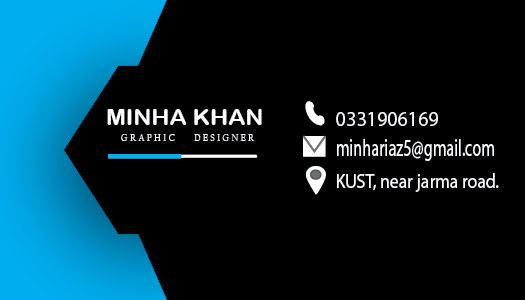 MINHA KHAN
GRAPHIC DESIGNER
0331906169
minhariaz5@gmail.com
KUST, near jarma road.